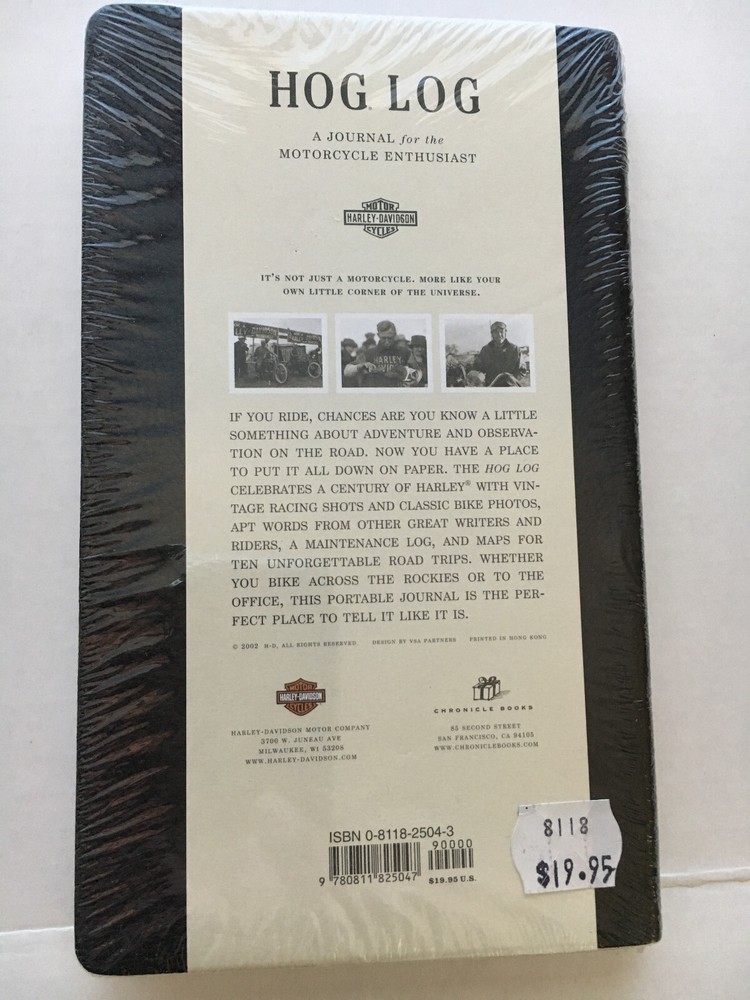 HOG LOG
A JOURNAL for the
MOTORCYCLE ENTHUSIAST
MOTOR
HARLEY-DAVIDSON
CYCLES
IT'S NOT JUST A MOTORCYCLE. MORE LIKE YOUR
OWN LITTLE CORNER OF THE UNIVERSE.
HARLEY
IF YOU RIDE, CHANCES ARE YOU KNOW A LITTLE
SOMETHING ABOUT ADVENTURE AND OBSERVA-
TION ON THE ROAD. NOW YOU HAVE A PLACE
TO PUT IT ALL DOWN ON PAPER. THE HOG LOG
CELEBRATES A CENTURY OF HARLEY® WITH VIN-
TAGE RACING SHOTS AND CLASSIC BIKE PHOTOS,
APT WORDS FROM OTHER GREAT WRITERS AND
RIDERS, A MAINTENANCE LOG, AND MAPS FOR
TEN UNFORGETTABLE ROAD TRIPS. WHETHER
YOU BIKE ACROSS THE ROCKIES OR TO THE
OFFICE, THIS PORTABLE JOURNAL IS THE PER-
FECT PLACE TO TELL IT LIKE IT IS.
© 2002 H-D, ALL RIGHTS RESERVED DESIGN BY VSA PARTNERS PRINTED IN HONG KONG
MOTOR
HARLEY-DAVIDSON
CYCLES
HARLEY-DAVIDSON MOTOR COMPANY
3700 W. JUNEAU AVE
MILWAUKEE, WI 53208
WWW.HARLEY-DAVIDSON.COM
CHRONICLE BOOKS
85 SECOND STREET
SAN FRANCISCO, CA 94105
WWW.CHRONICLEBOOKS.COM
ISBN 0-8118-2504-3
90000
9 780811 825047
$19.95 U.S.
8118
$19.95